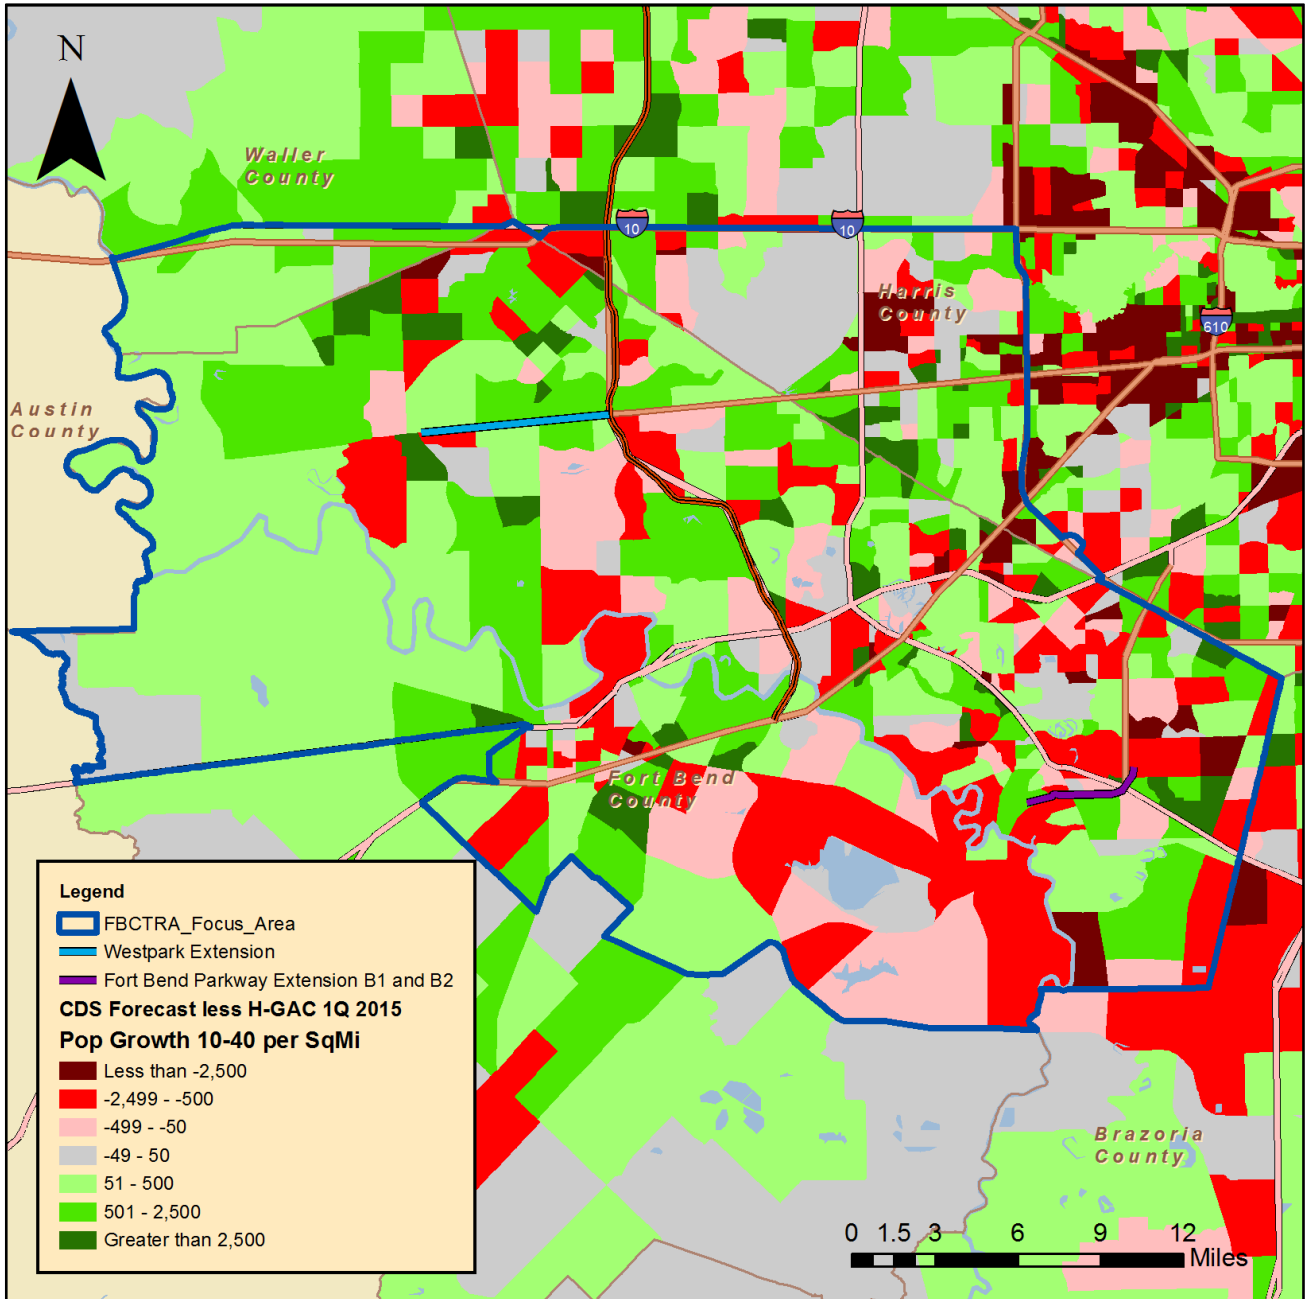 N
Waller
County
10
10
Harris
County
610
Austin
County
Fort Bend
County
Legend
FBCTRA_Focus_Area
Westpark Extension
Fort Bend Parkway Extension B1 and B2
CDS Forecast less H-GAC 1Q 2015
Pop Growth 10-40 per SqMi
Less than -2,500
-2,499 - -500
-499 - -50
-49 - 50
51 - 500
501 - 2,500
Greater than 2,500
Brazoria
County
0 1.5 3 6 9 12
Miles